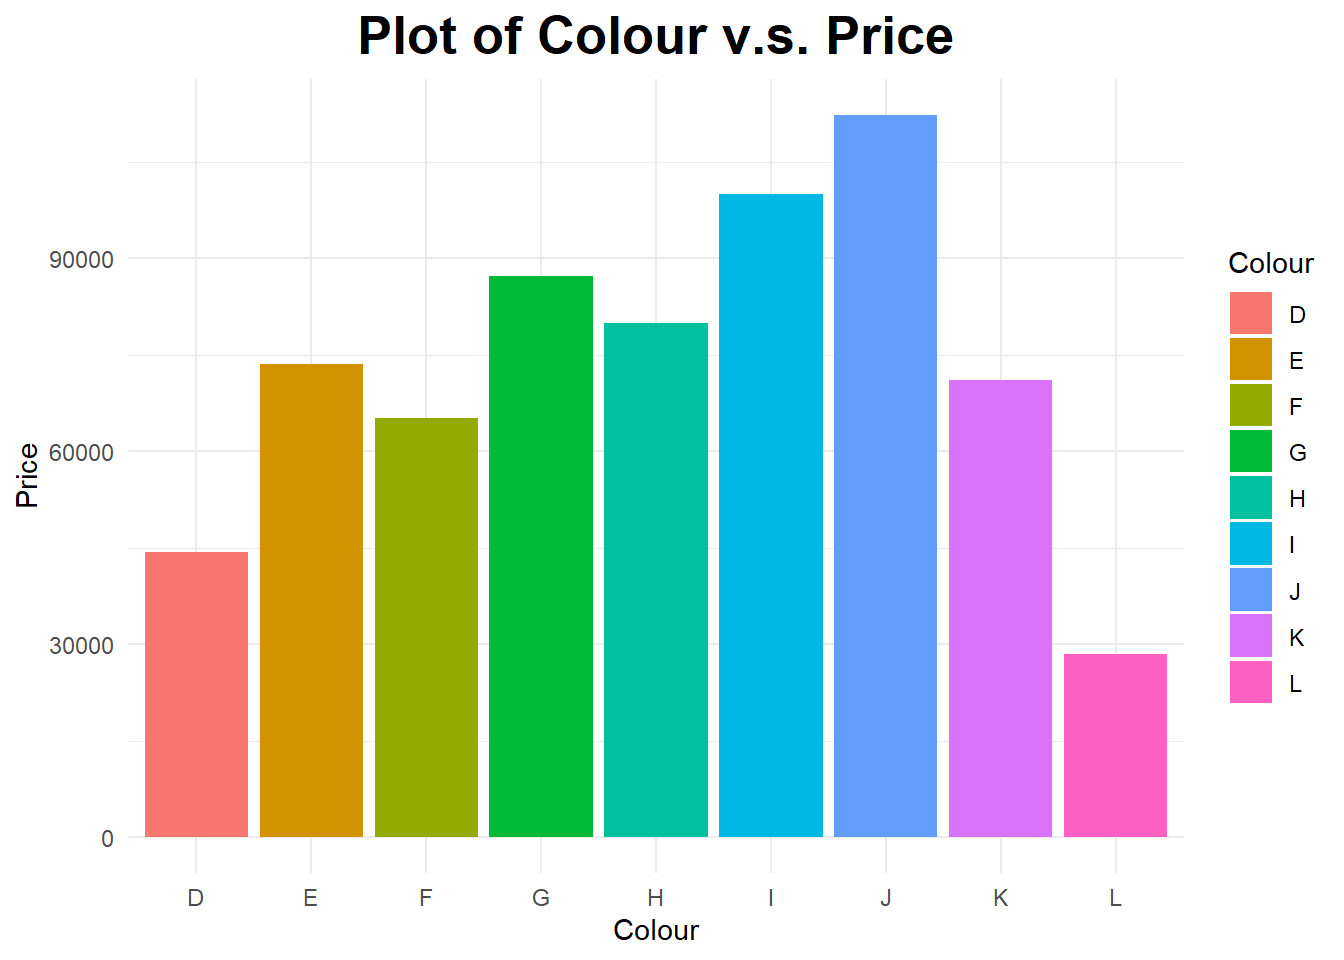 Plot of Colour v.s. Price
Price
90000
60000
30000
0
D E F G H I J K L
Colour
Colour
D
E
F
G
H
I
J
K
L